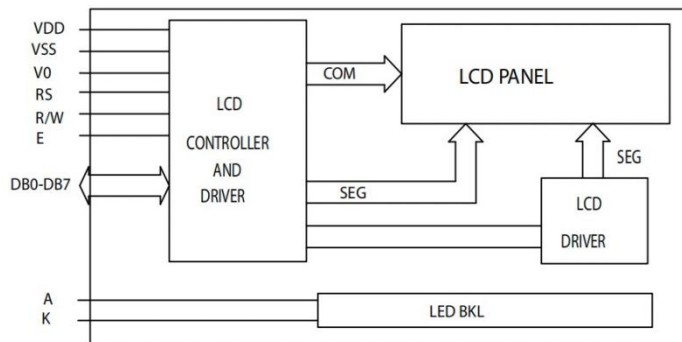 VDD
VSS
V0
RS
R/W
E
DB0-DB7
A
K
LCD
CONTROLLER
AND
DRIVER
COM
SEG
LCD PANEL
SEG
LCD
DRIVER
LED BKL